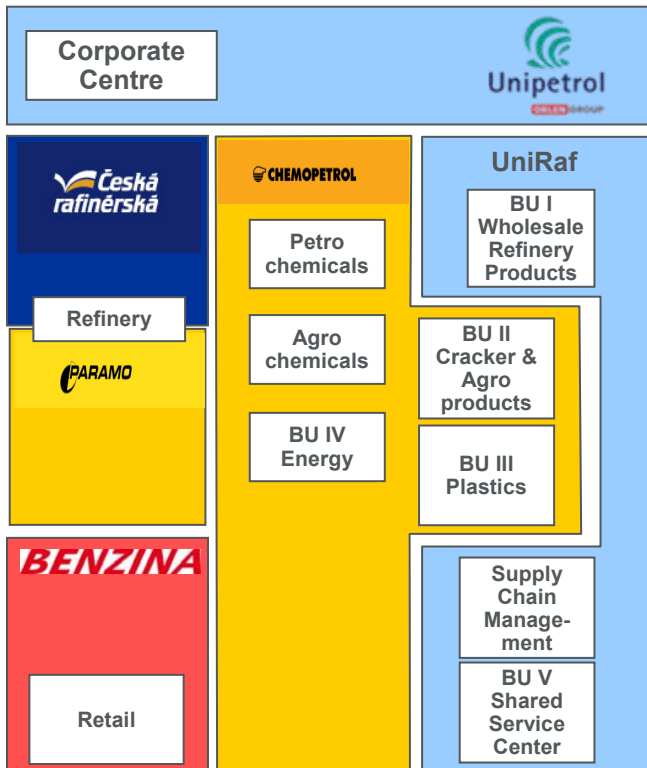 Corporate
Centre
Unipetrol
ORLEN GROUP
Česká
rafinérská
Refinery
PARAMO
BENZINA
Retail
CHEMOPETROL
Petro
chemicals
Agro
chemicals
BU IV
Energy
UniRaf
BU I
Wholesale
Refinery
Products
BU II
Cracker &
Agro
products
BU III
Plastics
Supply
Chain
Manage-
ment
BU V
Shared
Service
Center